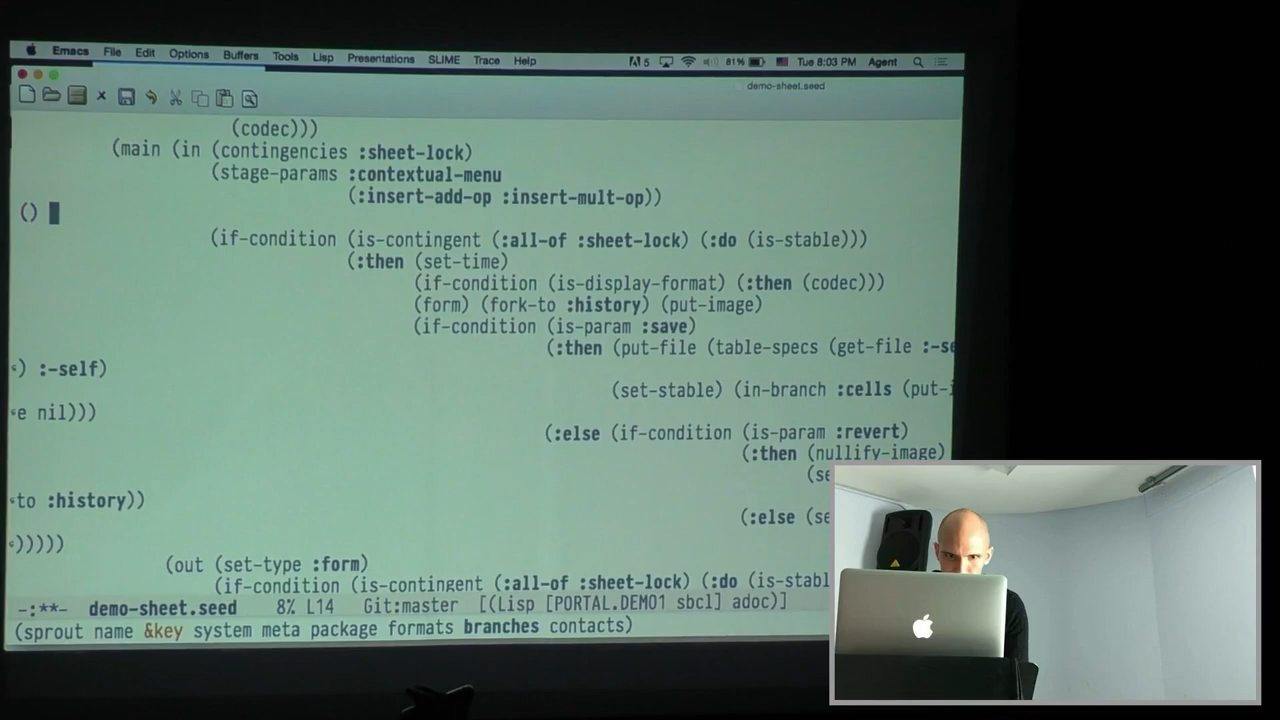 Emacs File Edit Options Buffers Tools Lisp Presentations SLIME Trace Help 5 81% Tue 8:03 PM Agent
demo-sheet.seed
(codec)))
(main (in (contingencies :sheet-lock)
(stage-params :contextual-menu
(:insert-add-op :insert-mult-op))
()
(if-condition (is-contingent (:all-of :sheet-lock) (:do (is-stable)))
(:then (set-time)
(if-condition (is-display-format) (:then (codec)))
(form) (fork-to :history) (put-image)
(if-condition (is-param :save)
(:then (put-file (table-specs (get-file :-se
) :-self)
(set-stable) (in-branch :cells (put-i
e nil)))
(:else (if-condition (is-param :revert)
(:then (nullify-image)
(se
to :history))
(:else (se
)))))
(out (set-type :form)
(if-condition (is-contingent (:all-of :sheet-lock) (:do (is-stabl
-:**- demo-sheet.seed 8% L14 Git:master [(Lisp [PORTAL.DEMO1 sbcl] adoc)]
(sprout name &key system meta package formats branches contacts)